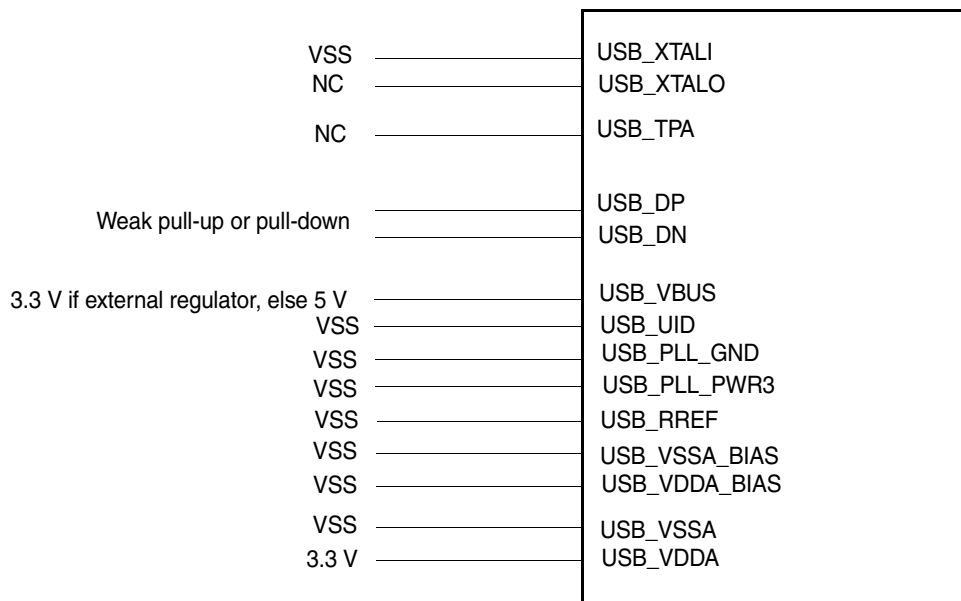 VSS USB_XTALI
NC USB_XTALO
NC USB_TPA
USB_DP
Weak pull-up or pull-down
USB_DN
3.3 V if external regulator, else 5 V USB_VBUS
VSS USB_UID
VSS USB_PLL_GND
VSS USB_PLL_PWR3
VSS USB_RREF
VSS USB_VSSA_BIAS
VSS USB_VDDA_BIAS
VSS USB_VSSA
3.3 V USB_VDDA